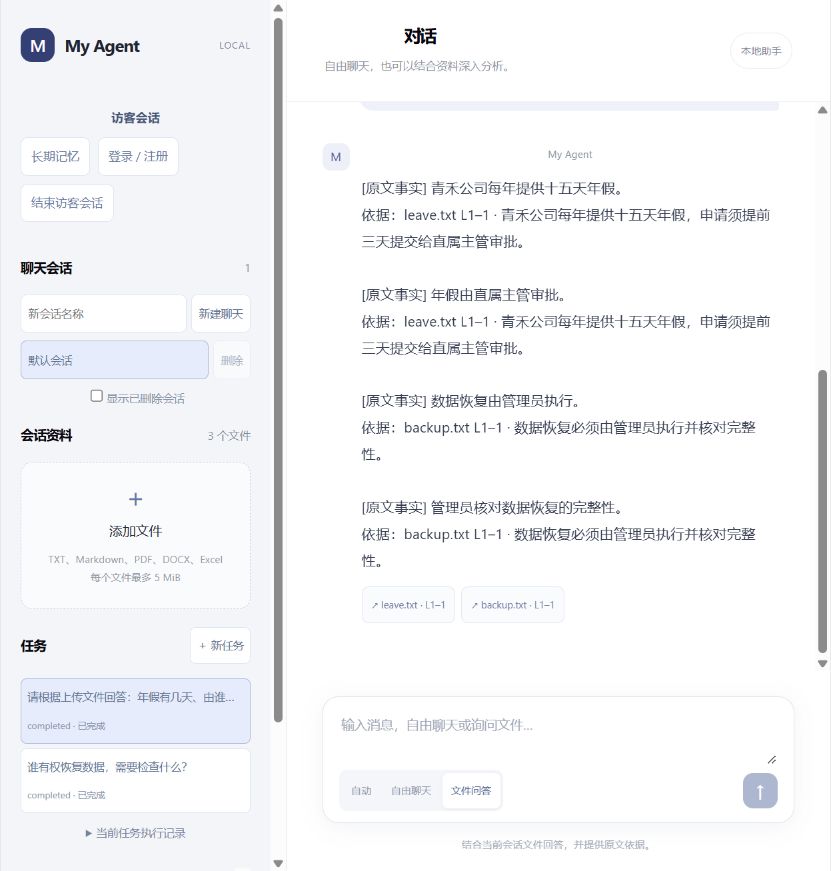 M My Agent LOCAL
访客会话
长期记忆 登录 / 注册
结束访客会话
聊天会话 1
新会话名称 新建聊天
默认会话 删除
显示已删除会话
会话资料 3 个文件
+
添加文件
TXT、Markdown、PDF、DOCX、Excel
每个文件最多 5 MiB
任务 + 新任务
请根据上传文件回答：年假有几天、由谁...
completed · 已完成
谁有权恢复数据，需要检查什么？
completed · 已完成
▶ 当前任务执行记录
对话
自由聊天，也可以结合资料深入分析。
本地助手
M My Agent
[原文事实] 青禾公司每年提供十五天年假。
依据：leave.txt L1–1 · 青禾公司每年提供十五天年假，申请须提前
三天提交给直属主管审批。
[原文事实] 年假由直属主管审批。
依据：leave.txt L1–1 · 青禾公司每年提供十五天年假，申请须提前
三天提交给直属主管审批。
[原文事实] 数据恢复由管理员执行。
依据：backup.txt L1–1 · 数据恢复必须由管理员执行并核对完整
性。
[原文事实] 管理员核对数据恢复的完整性。
依据：backup.txt L1–1 · 数据恢复必须由管理员执行并核对完整
性。
↗ leave.txt · L1–1 ↗ backup.txt · L1–1
输入消息，自由聊天或询问文件...
自动 自由聊天 文件问答 ↑
结合当前会话文件回答，并提供原文依据。